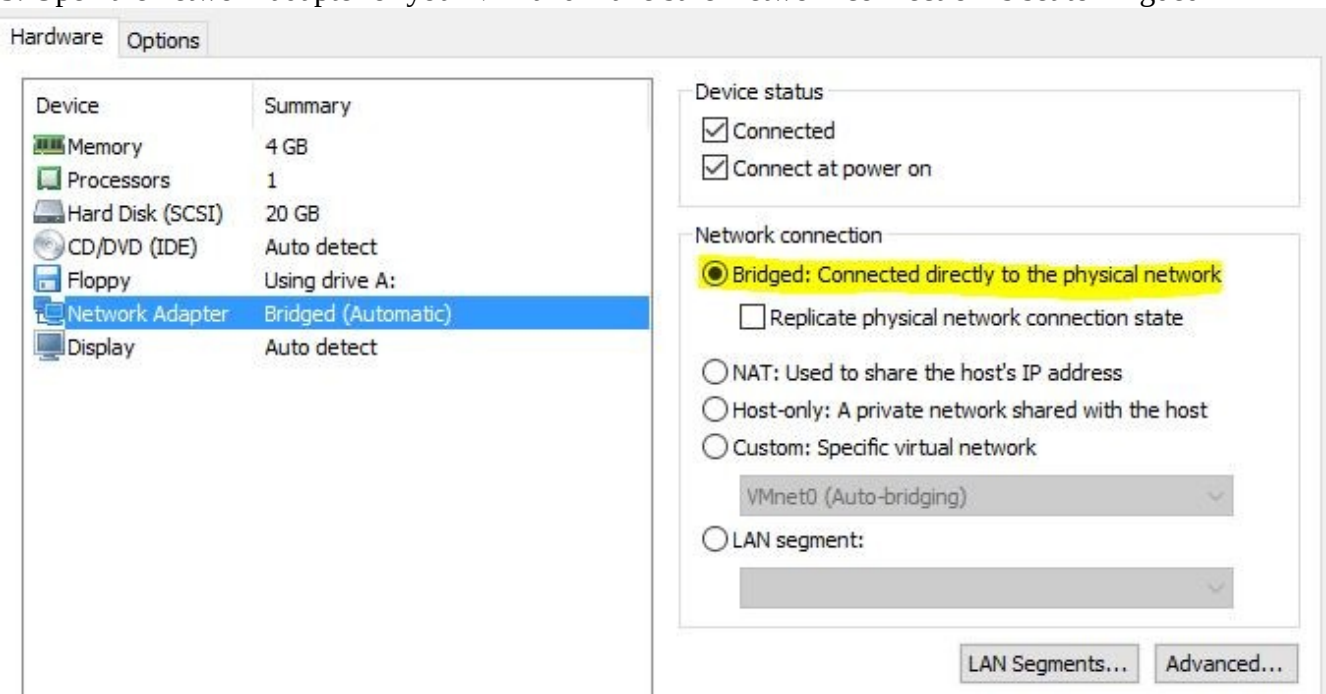 Hardware Options
Device Summary
Memory 4 GB
Processors 1
Hard Disk (SCSI) 20 GB
CD/DVD (IDE) Auto detect
Floppy Using drive A:
Network Adapter Bridged (Automatic)
Display Auto detect
Device status
Connected
Connect at power on
Network connection
Bridged: Connected directly to the physical network
Replicate physical network connection state
NAT: Used to share the host's IP address
Host-only: A private network shared with the host
Custom: Specific virtual network
VMnet0 (Auto-bridging)
LAN segment:
LAN Segments... Advanced...